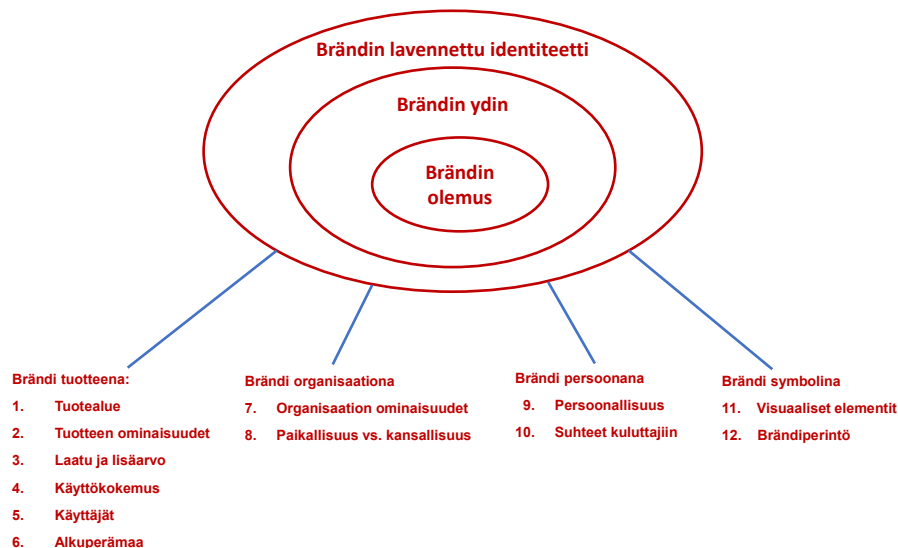 Brändin lavennettu identiteetti
Brändin ydin
Brändin
olemus
Brändi tuotteena:
1. Tuotealue
2. Tuotteen ominaisuudet
3. Laatu ja lisäarvo
4. Käyttökokemus
5. Käyttäjät
6. Alkuperämaa
Brändi organisaationa
7. Organisaation ominaisuudet
8. Paikallisuus vs. kansallisuus
Brändi persoonana
9. Persoonallisuus
10. Suhteet kuluttajiin
Brändi symbolina
11. Visuaaliset elementit
12. Brändiperintö